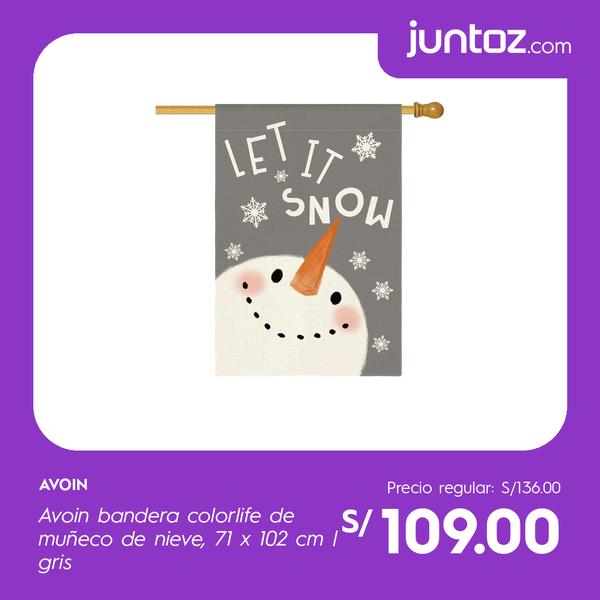 juntoz.com
LET IT
SNOW
AVOIN
Precio regular: S/136.00
Avoin bandera colorlife de
muñeco de nieve, 71 x 102 cm |
gris
S/ 109.00